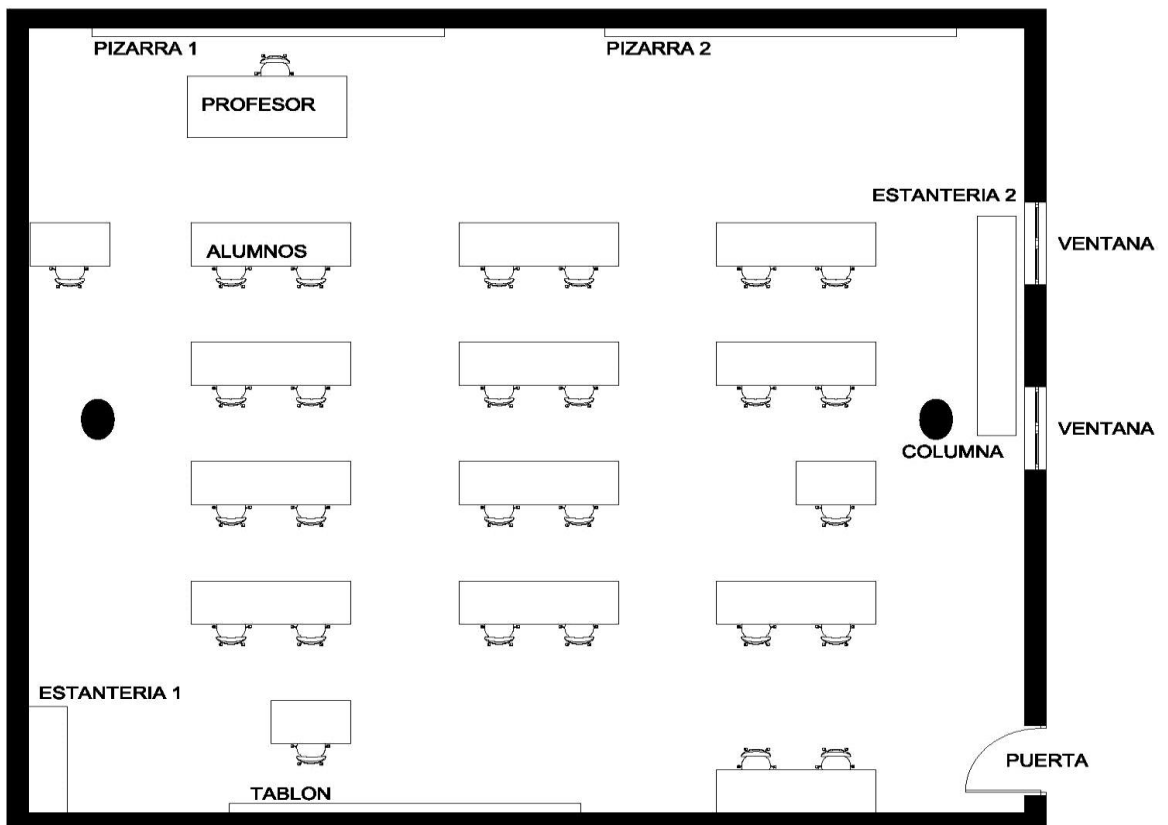 PIZARRA 1
PIZARRA 2
PROFESOR
ESTANTERIA 2
ALUMNOS
VENTANA
VENTANA
COLUMNA
ESTANTERIA 1
PUERTA
TABLON